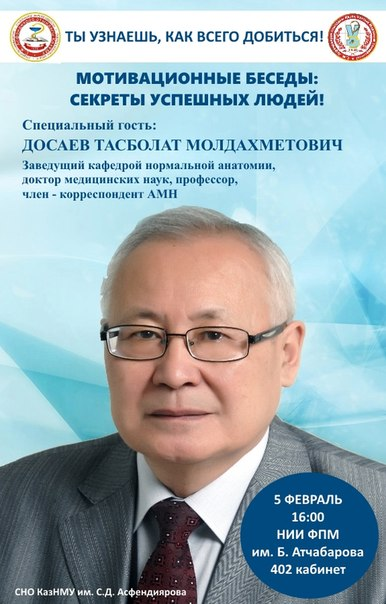 ТЫ УЗНАЕШЬ, КАК ВСЕГО ДОБИТЬСЯ!
МОТИВАЦИОННЫЕ БЕСЕДЫ:
СЕКРЕТЫ УСПЕШНЫХ ЛЮДЕЙ!
Специальный гость:
ДОСАЕВ ТАСБОЛАТ МОЛДАХМЕТОВИЧ
Заведущий кафедрой нормальной анатомии,
доктор медицинских наук, профессор,
член - корреспондент АМН
5 ФЕВРАЛЬ
16:00
НИИ ФПМ
им. Б. Атчабарова
402 кабинет
СНО КазНМУ им. С.Д. Асфендиярова